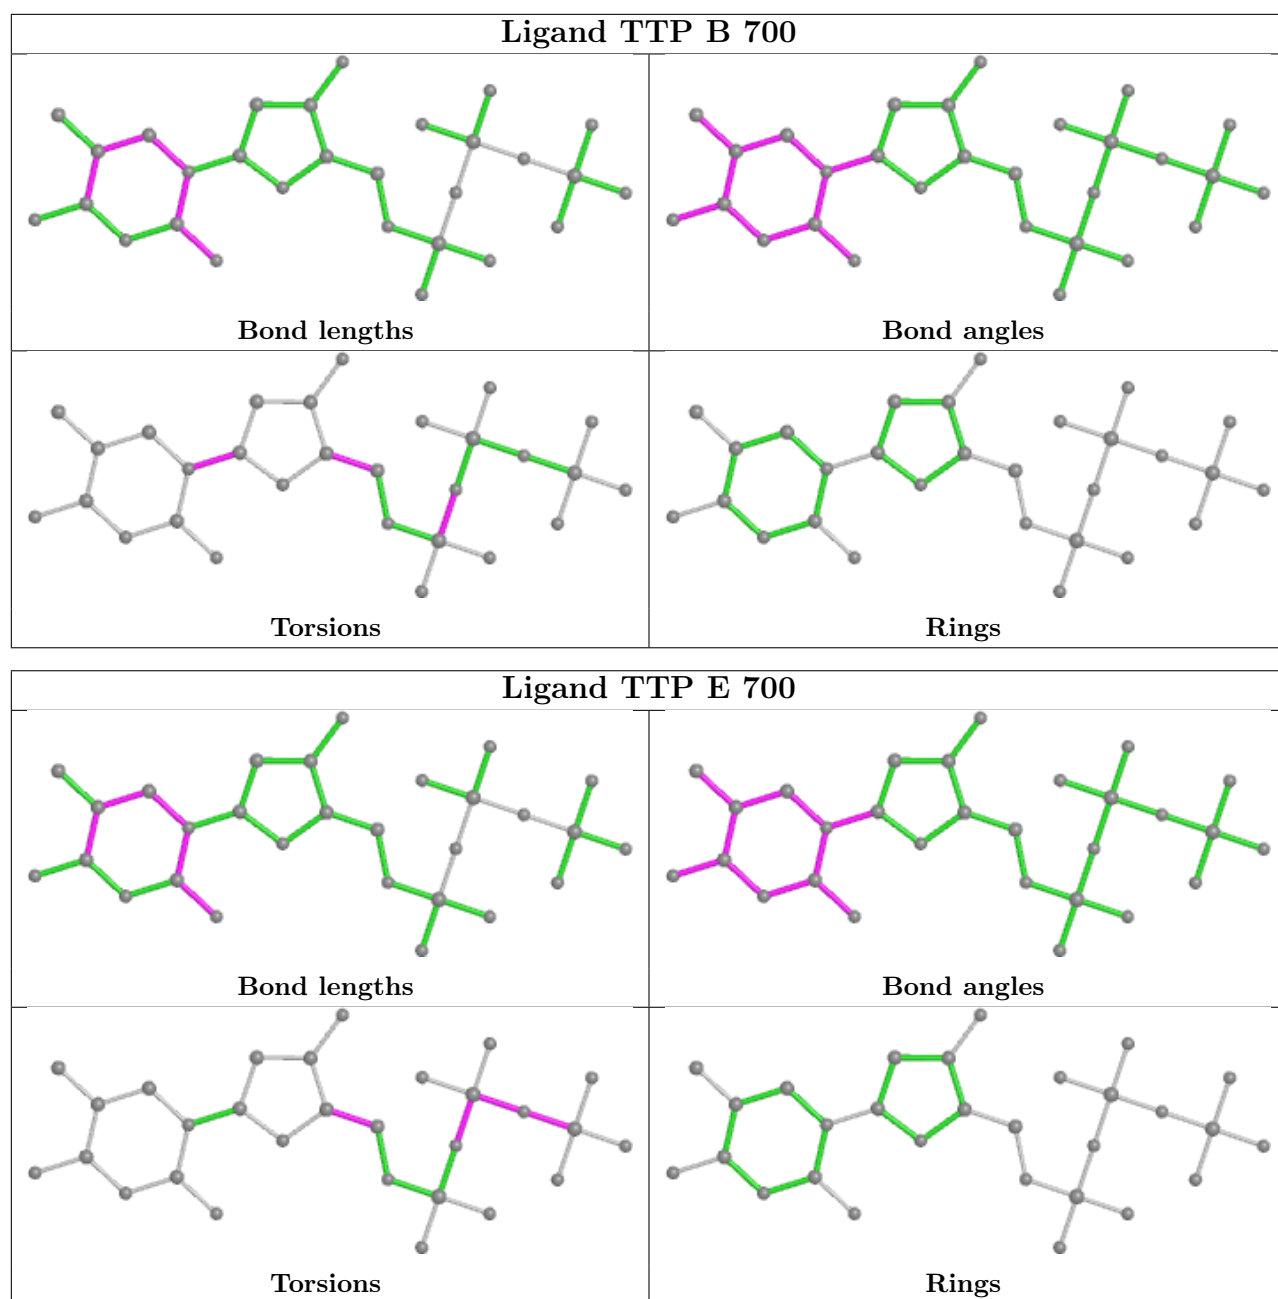 Ligand TTP B 700
Bond lengths
Bond angles
Torsions
Rings
Ligand TTP E 700
Bond lengths
Bond angles
Torsions
Rings